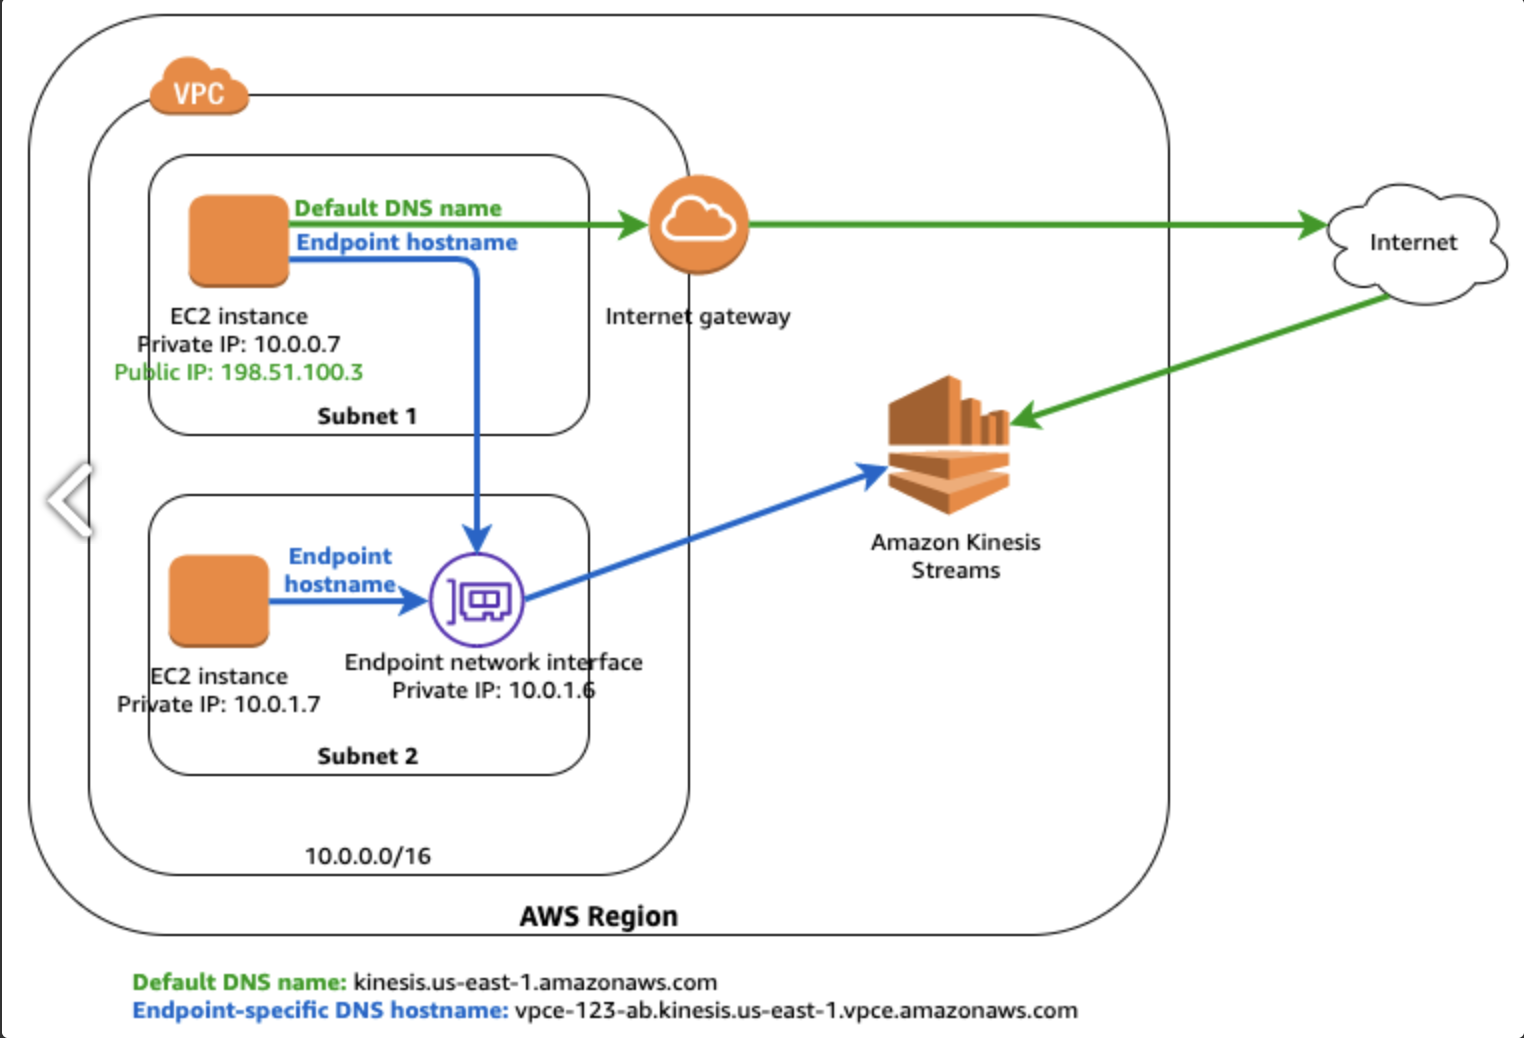 VPC
Default DNS name
Endpoint hostname
EC2 instance
Private IP: 10.0.0.7
Public IP: 198.51.100.3
Subnet 1
Internet gateway
Internet
Amazon Kinesis
Streams
Endpoint
hostname
EC2 instance
Private IP: 10.0.1.7
Endpoint network interface
Private IP: 10.0.1.6
Subnet 2
10.0.0.0/16
AWS Region
Default DNS name: kinesis.us-east-1.amazonaws.com
Endpoint-specific DNS hostname: vpce-123-ab.kinesis.us-east-1.vpce.amazonaws.com